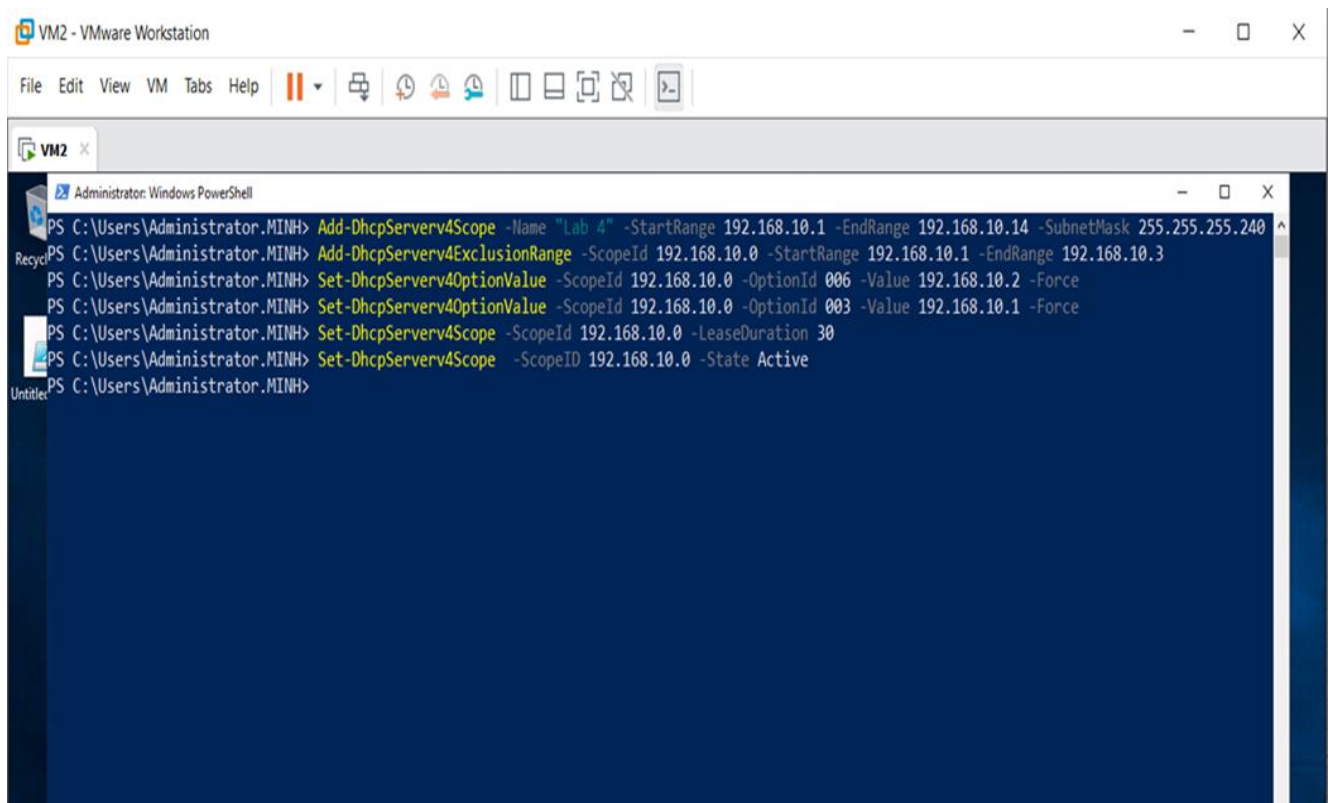 VM2 - VMware Workstation
File Edit View VM Tabs Help
VM2
Administrator: Windows PowerShell
PS C:\Users\Administrator.MINH> Add-DhcpServerv4Scope -Name "Lab 4" -StartRange 192.168.10.1 -EndRange 192.168.10.14 -SubnetMask 255.255.255.240
PS C:\Users\Administrator.MINH> Add-DhcpServerv4ExclusionRange -ScopeId 192.168.10.0 -StartRange 192.168.10.1 -EndRange 192.168.10.3
PS C:\Users\Administrator.MINH> Set-DhcpServerv4OptionValue -ScopeId 192.168.10.0 -OptionId 006 -Value 192.168.10.2 -Force
PS C:\Users\Administrator.MINH> Set-DhcpServerv4OptionValue -ScopeId 192.168.10.0 -OptionId 003 -Value 192.168.10.1 -Force
PS C:\Users\Administrator.MINH> Set-DhcpServerv4Scope -ScopeId 192.168.10.0 -LeaseDuration 30
PS C:\Users\Administrator.MINH> Set-DhcpServerv4Scope -ScopeID 192.168.10.0 -State Active
PS C:\Users\Administrator.MINH>